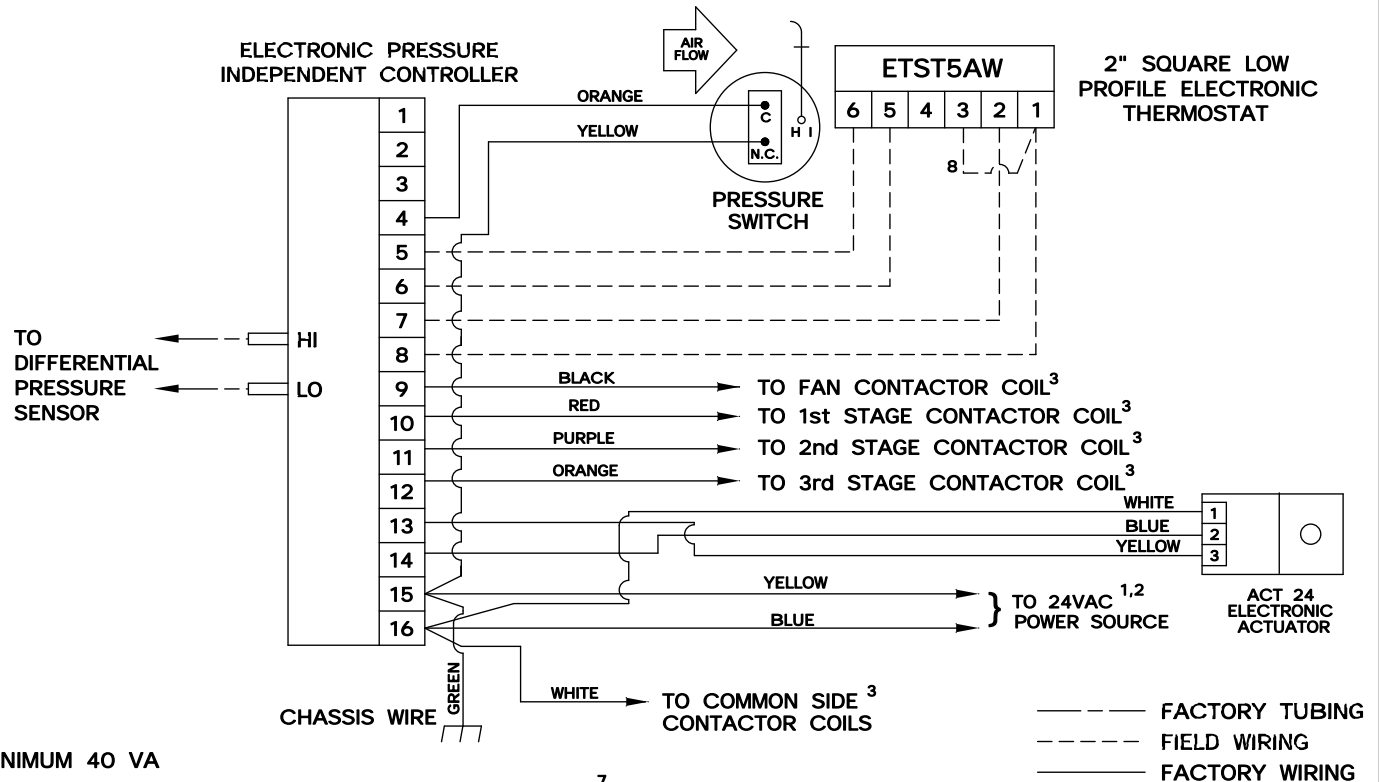 AIR
FLOW
ELECTRONIC PRESSURE
INDEPENDENT CONTROLLER
ETST5AW
6 5 4 3 2 1
2" SQUARE LOW
PROFILE ELECTRONIC
THERMOSTAT
ORANGE
YELLOW
C
N.C.
H I
8
PRESSURE
SWITCH
1
2
3
4
5
6
7
8
9
10
11
12
13
14
15
16
HI
LO
TO
DIFFERENTIAL
PRESSURE
SENSOR
BLACK
TO FAN CONTACTOR COIL³
RED
TO 1st STAGE CONTACTOR COIL³
PURPLE
TO 2nd STAGE CONTACTOR COIL³
ORANGE
TO 3rd STAGE CONTACTOR COIL³
WHITE
BLUE
YELLOW
1
2
3
ACT 24
ELECTRONIC
ACTUATOR
YELLOW
BLUE
} TO 24VAC ¹,²
POWER SOURCE
GREEN
WHITE
TO COMMON SIDE ³
CONTACTOR COILS
CHASSIS WIRE
FACTORY TUBING
FIELD WIRING
FACTORY WIRING
NIMUM 40 VA
7